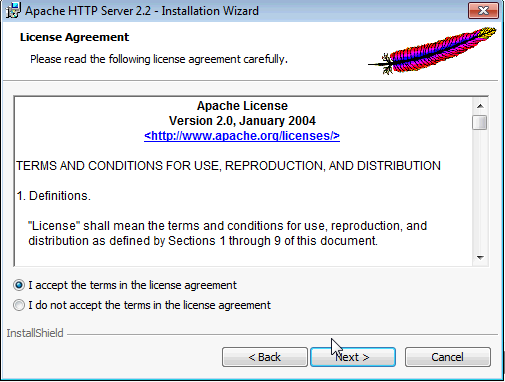 Apache HTTP Server 2.2 - Installation Wizard
License Agreement
Please read the following license agreement carefully.
Apache License
Version 2.0, January 2004
<http://www.apache.org/licenses/>
TERMS AND CONDITIONS FOR USE, REPRODUCTION, AND DISTRIBUTION
1. Definitions.
"License" shall mean the terms and conditions for use, reproduction, and
distribution as defined by Sections 1 through 9 of this document.
I accept the terms in the license agreement
I do not accept the terms in the license agreement
InstallShield
< Back Next > Cancel